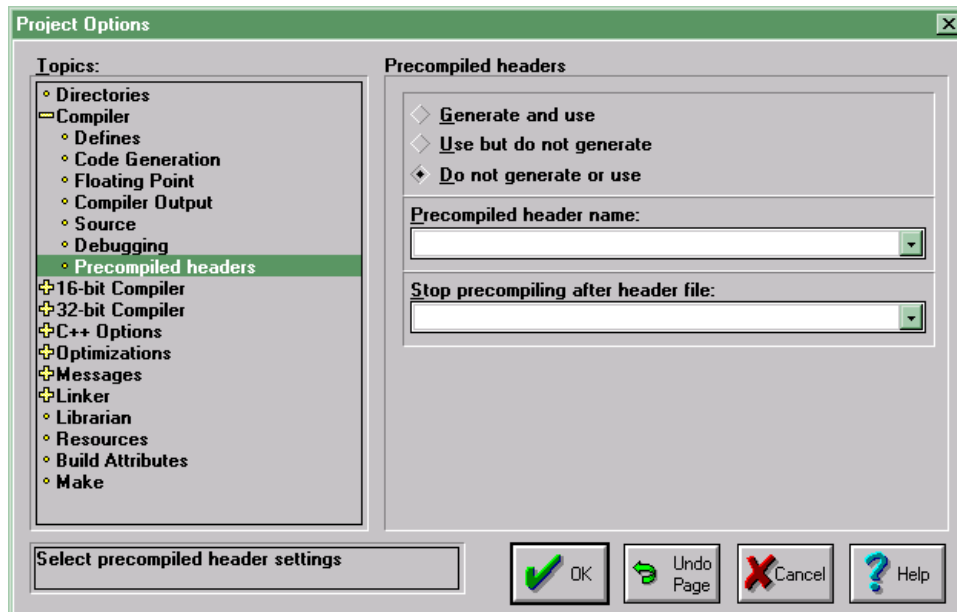 Project Options
Topics:
Directories
Compiler
Defines
Code Generation
Floating Point
Compiler Output
Source
Debugging
Precompiled headers
16-bit Compiler
32-bit Compiler
C++ Options
Optimizations
Messages
Linker
Librarian
Resources
Build Attributes
Make
Precompiled headers
Generate and use
Use but do not generate
Do not generate or use
Precompiled header name:
Stop precompiling after header file:
Select precompiled header settings
OK
Undo
Page
Cancel
Help